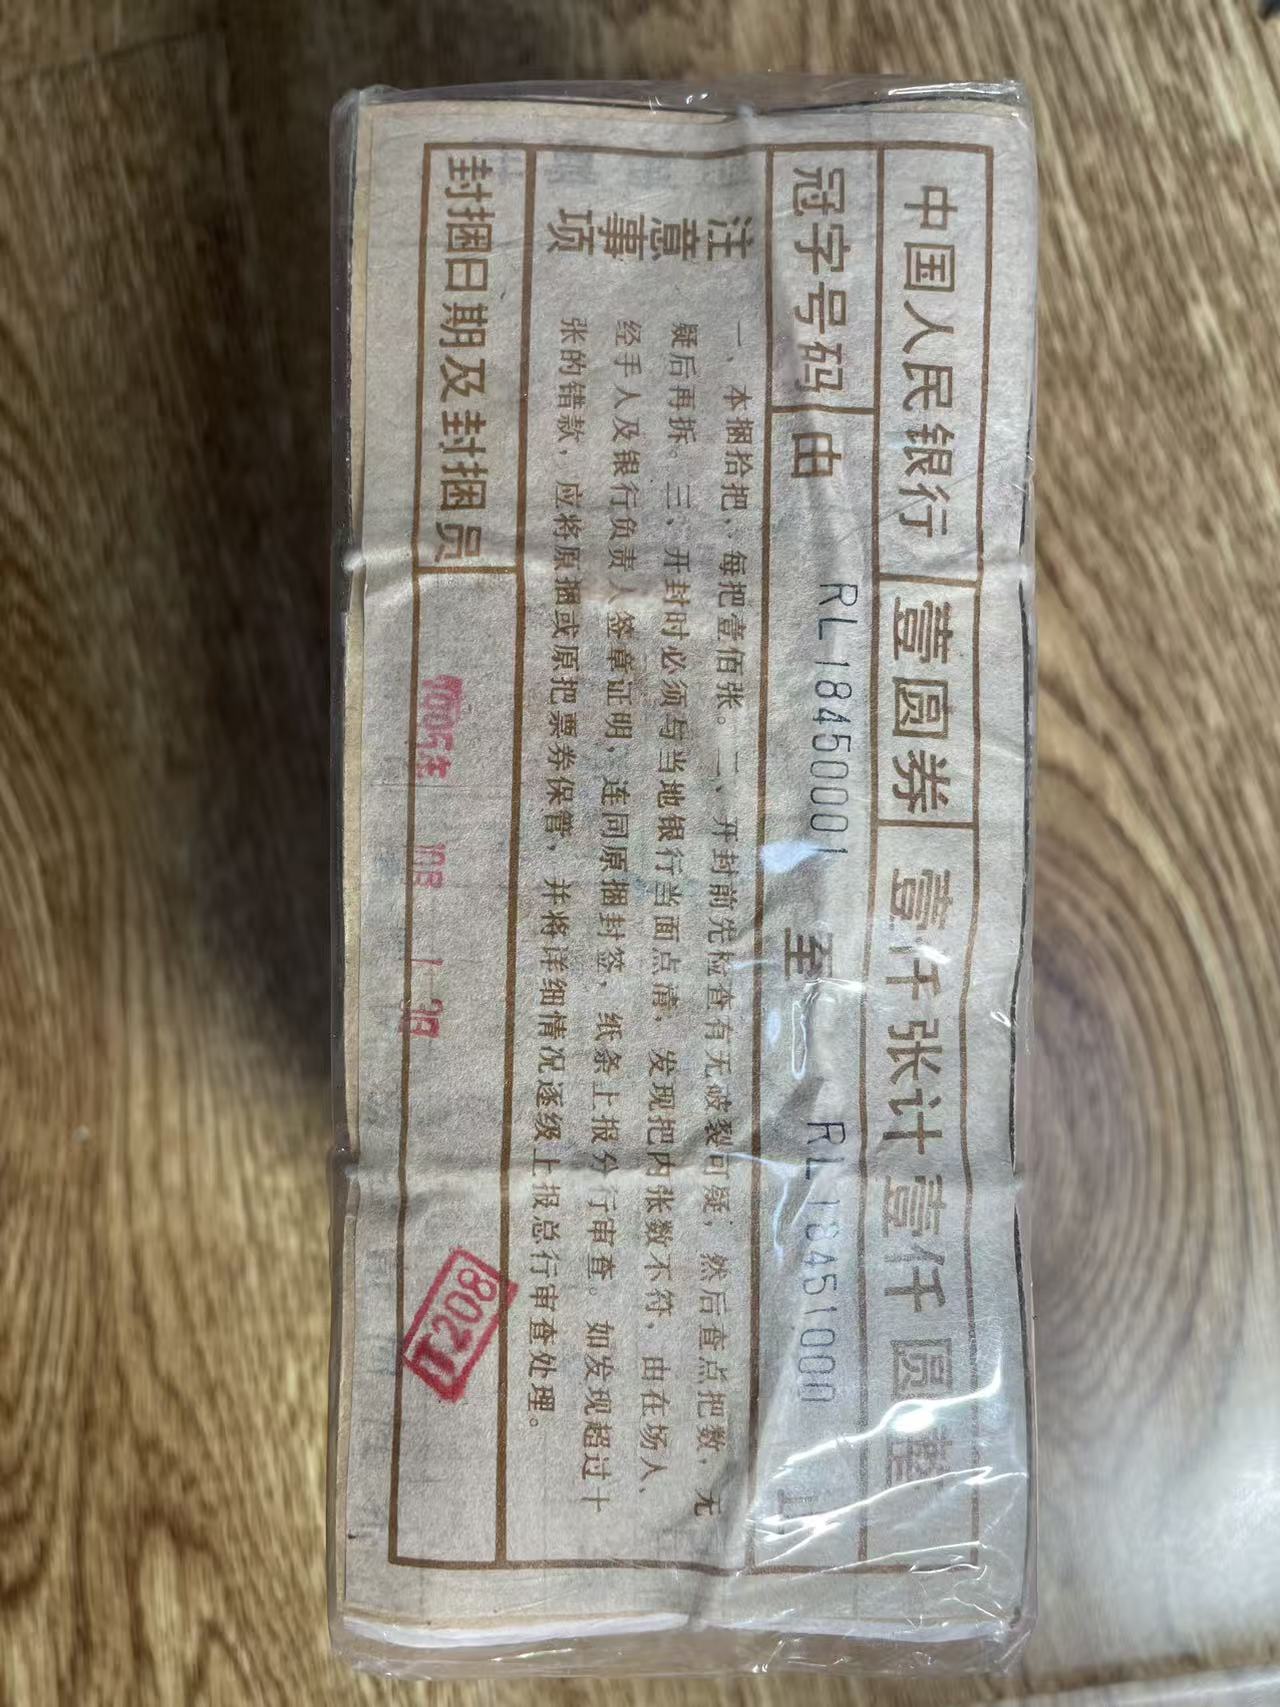 中国人民银行 壹圆券 壹仟张计壹仟圆整
冠字号码 由 RL18450001 至 RL18451000 止
注意事项
一、本捆拾把，每把壹佰张。二、开封前先检查有无破裂可疑，然后查点把数，无
疑后再拆。三、开封时必须与当地银行当面点清，发现把内张数不符，由在场人、
经手人及银行负责人签章证明，连同原捆封签，纸条上报分行审查。如发现超过十
张的错款，应将原捆或原把票券保管，并将详细情况逐级上报总行审查处理。
封捆日期及封捆员
208